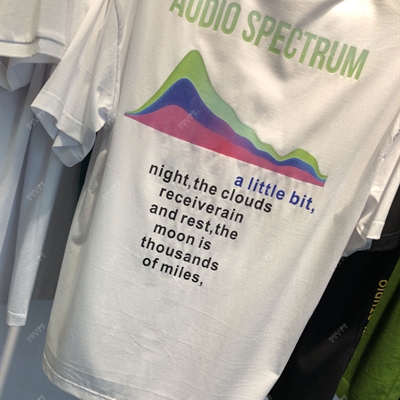 AUDIO SPECTRUM
a little bit,
night,the clouds
receiverain
and rest,the
moon is
thousands
of miles,